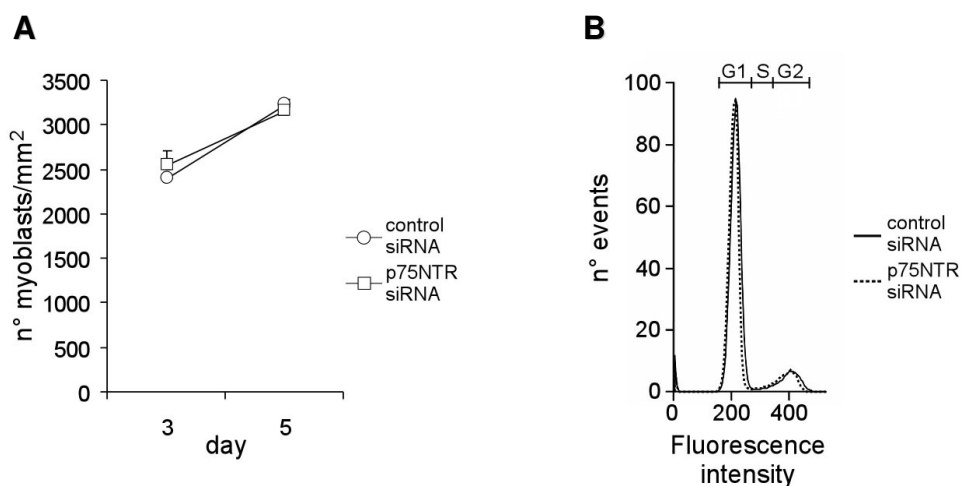 A
n° myoblasts/mm²
3500
3000
2500
2000
1500
1000
500
0
3
5
day
control
siRNA
p75NTR
siRNA
B
G1 S G2
n° events
100
80
60
40
20
0
0 200 400
Fluorescence
intensity
control
siRNA
p75NTR
siRNA